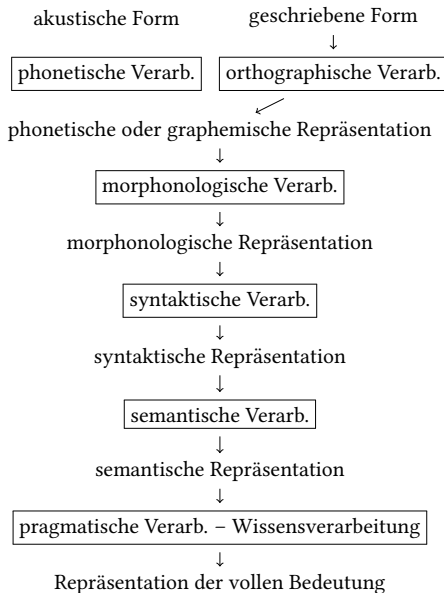 akustische Form geschriebene Form
phonetische Verarb. orthographische Verarb.
phonetische oder graphemische Repräsentation
morphonologische Verarb.
morphonologische Repräsentation
syntaktische Verarb.
syntaktische Repräsentation
semantische Verarb.
semantische Repräsentation
pragmatische Verarb. – Wissensverarbeitung
Repräsentation der vollen Bedeutung